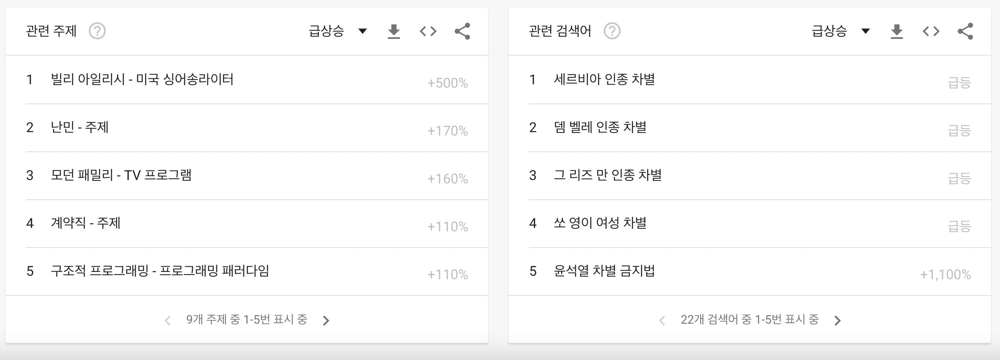 관련 주제
급상승
1 빌리 아일리시 - 미국 싱어송라이터 +500%
2 난민 - 주제 +170%
3 모던 패밀리 - TV 프로그램 +160%
4 계약직 - 주제 +110%
5 구조적 프로그래밍 - 프로그래밍 패러다임 +110%
9개 주제 중 1-5번 표시 중
관련 검색어
급상승
1 세르비아 인종 차별 급등
2 뎀 벨레 인종 차별 급등
3 그 리즈 만 인종 차별 급등
4 쏘 영이 여성 차별 급등
5 윤석열 차별 금지법 +1,100%
22개 검색어 중 1-5번 표시 중